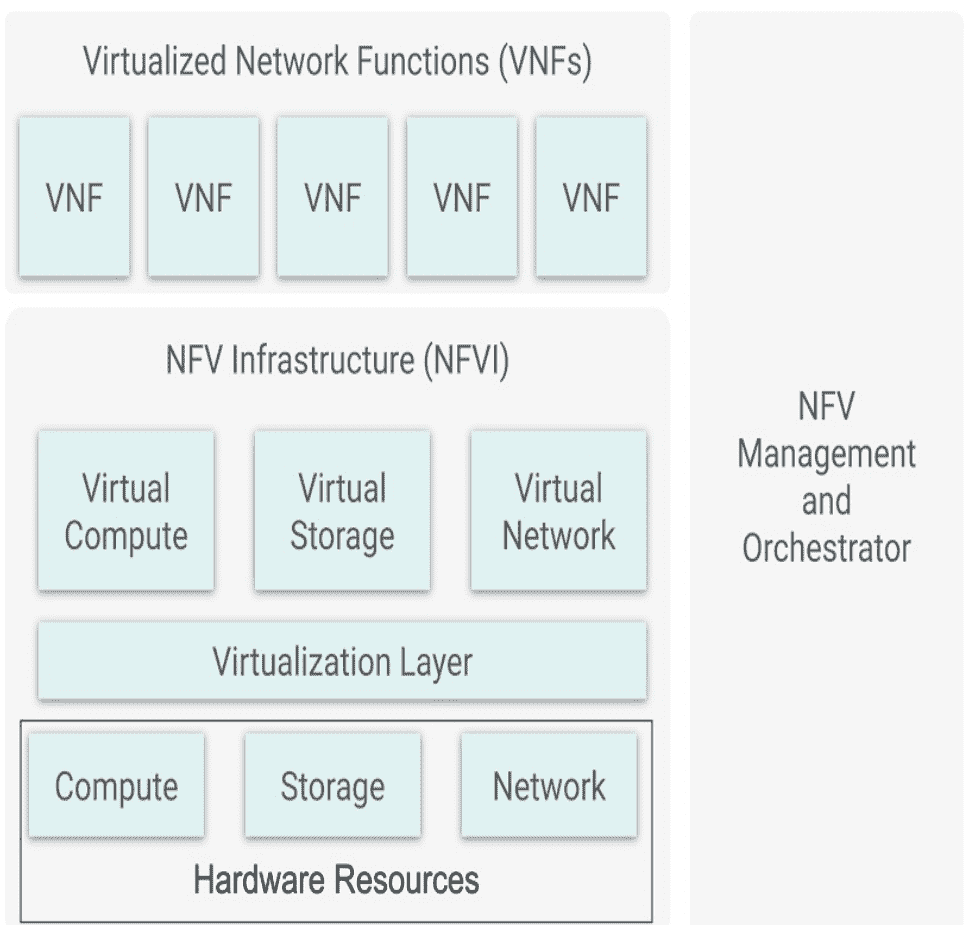 Virtualized Network Functions (VNFs)
VNF
VNF
VNF
VNF
VNF
NFV Infrastructure (NFVI)
Virtual
Compute
Virtual
Storage
Virtual
Network
Virtualization Layer
Compute
Storage
Network
Hardware Resources
NFV
Management
and
Orchestrator